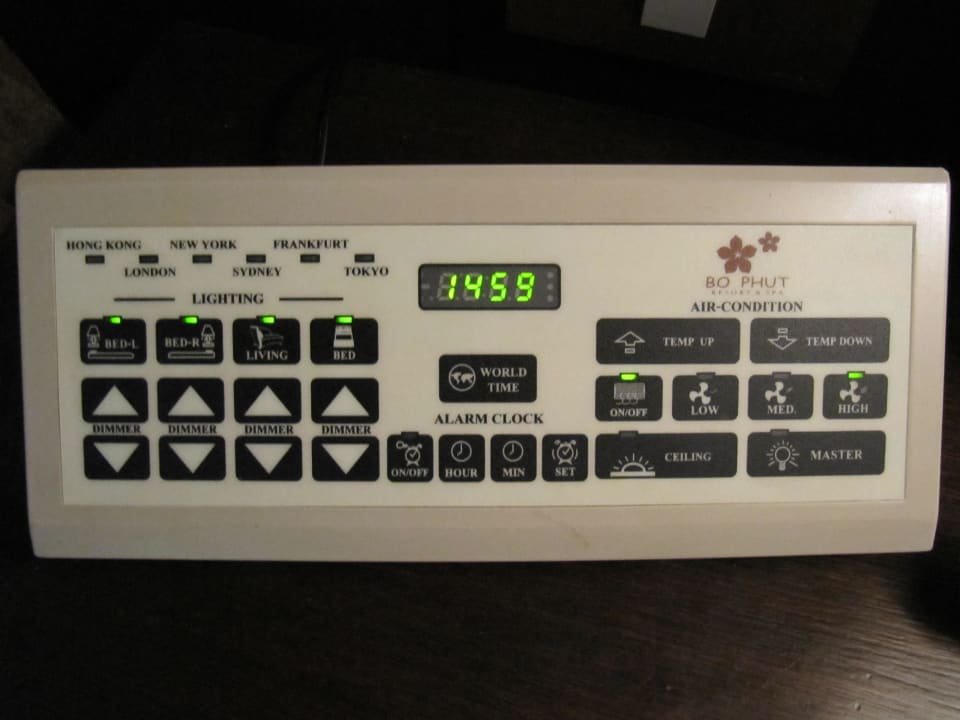 HONG KONG NEW YORK FRANKFURT
LONDON SYDNEY TOKYO
LIGHTING
BED-L BED-R LIVING BED
DIMMER DIMMER DIMMER DIMMER
1459
WORLD
TIME
ALARM CLOCK
ON/OFF HOUR MIN SET
BO PHUT
RESORT & SPA
AIR-CONDITION
TEMP UP TEMP DOWN
ON/OFF LOW MED. HIGH
CEILING MASTER